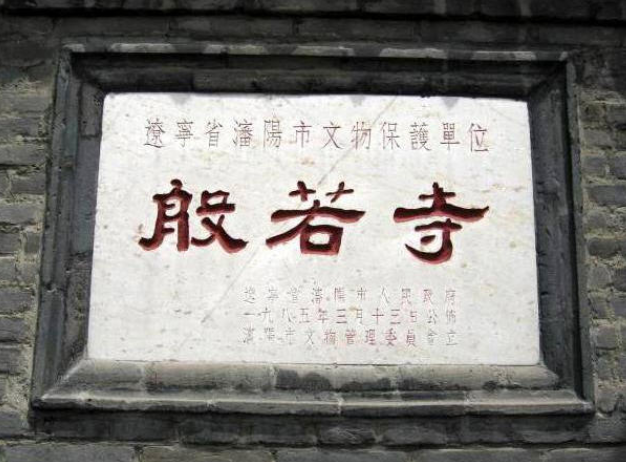 遼寧省瀋陽市文物保護單位
般若寺
遼寧省瀋陽市人民政府
一九八五年三月十三日公佈
瀋陽市文物管理委員會立